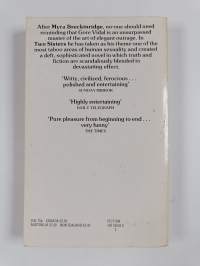 After Myra Breckinridge, no-one should need
reminding that Gore Vidal is an unsurpassed
master of the art of elegant outrage. In
Two Sisters he has taken as his theme one of the
most taboo areas of human sexuality, and created
a deft, sophisticated novel in which truth and
fiction are scandalously blended to
devastating effect.
'Witty, civilized, ferocious . . .
polished and entertaining'
SUNDAY MIRROR
'Highly entertaining'
DAILY TELEGRAPH
'Pure pleasure from beginning to end . . .
very funny'
THE TIMES
FICTION